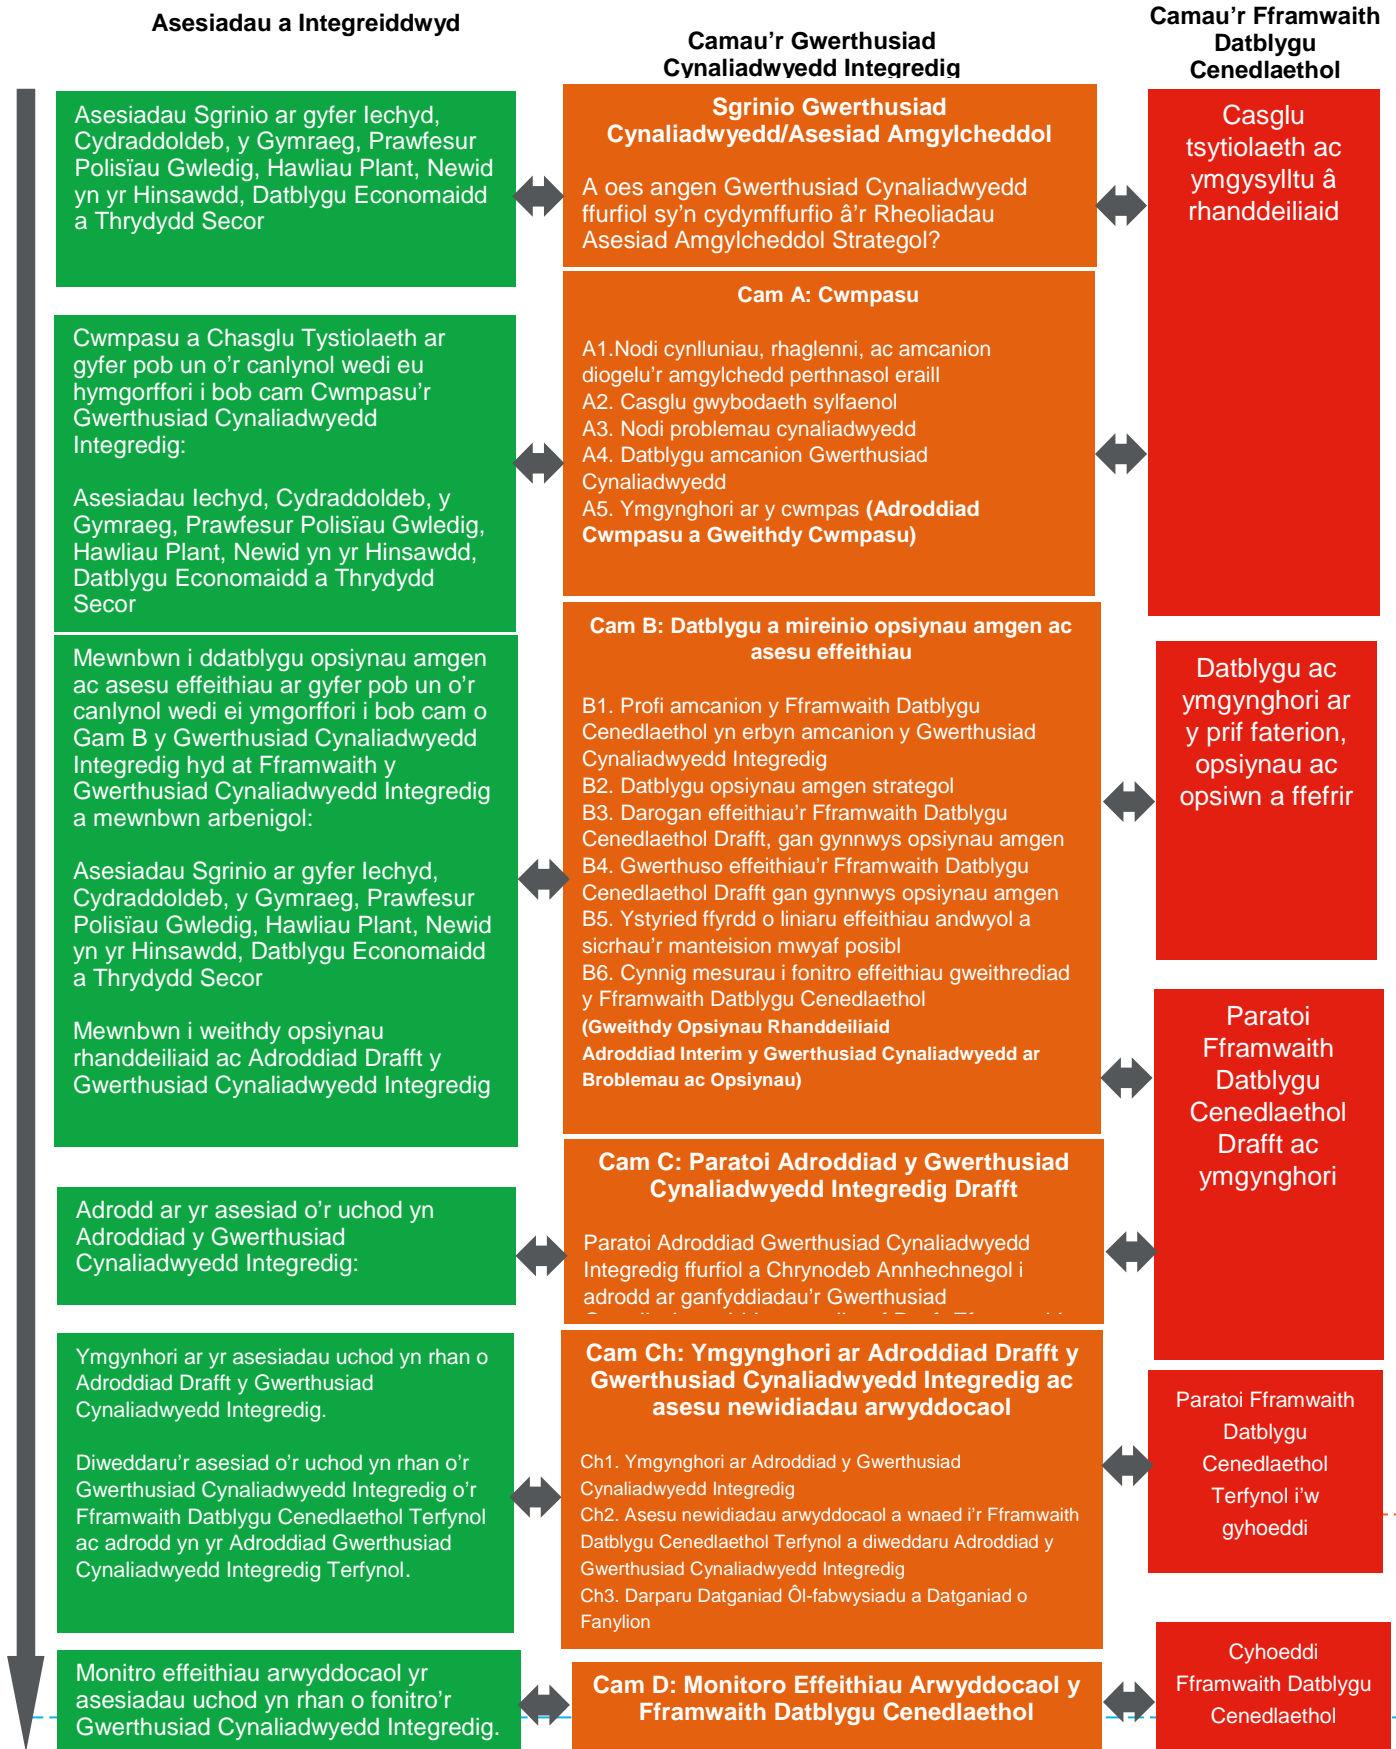 Asesiadau a Integreiddwyd
Camau'r Gwerthusiad
Cynaliadwyedd Integredig
Camau'r Fframwaith
Datblygu
Cenedlaethol
Asesiadau Sgrinio ar gyfer Iechyd,
Cydraddoldeb, y Gymraeg, Prawfesur
Polisïau Gwledig, Hawliau Plant, Newid
yn yr Hinsawdd, Datblygu Economaidd
a Thrydydd Secor
Sgrinio Gwerthusiad
Cynaliadwyedd/Asesiad Amgylcheddol
A oes angen Gwerthusiad Cynaliadwyedd
ffurfiol sy'n cydymffurfio â'r Rheoliadau
Asesiad Amgylcheddol Strategol?
Casglu
tsytiolaeth ac
ymgysylltu â
rhanddeiliaid
Cwmpasu a Chasglu Tystiolaeth ar
gyfer pob un o'r canlynol wedi eu
hymgorffori i bob cam Cwmpasu'r
Gwerthusiad Cynaliadwyedd
Integredig:
Asesiadau Iechyd, Cydraddoldeb, y
Gymraeg, Prawfesur Polisïau Gwledig,
Hawliau Plant, Newid yn yr Hinsawdd,
Datblygu Economaidd a Thrydydd
Secor
Cam A: Cwmpasu
A1.Nodi cynlluniau, rhaglenni, ac amcanion
diogelu'r amgylchedd perthnasol eraill
A2. Casglu gwybodaeth sylfaenol
A3. Nodi problemau cynaliadwyedd
A4. Datblygu amcanion Gwerthusiad
Cynaliadwyedd
A5. Ymgynghori ar y cwmpas (Adroddiad
Cwmpasu a Gweithdy Cwmpasu)
Mewnbwn i ddatblygu opsiynau amgen
ac asesu effeithiau ar gyfer pob un o'r
canlynol wedi ei ymgorffori i bob cam o
Gam B y Gwerthusiad Cynaliadwyedd
Integredig hyd at Fframwaith y
Gwerthusiad Cynaliadwyedd Integredig
a mewnbwn arbenigol:
Asesiadau Sgrinio ar gyfer Iechyd,
Cydraddoldeb, y Gymraeg, Prawfesur
Polisïau Gwledig, Hawliau Plant, Newid
yn yr Hinsawdd, Datblygu Economaidd
a Thrydydd Secor
Mewnbwn i weithdy opsiynau
rhanddeiliaid ac Adroddiad Drafft y
Gwerthusiad Cynaliadwyedd Integredig
Cam B: Datblygu a mireinio opsiynau amgen ac
asesu effeithiau
B1. Profi amcanion y Fframwaith Datblygu
Cenedlaethol yn erbyn amcanion y Gwerthusiad
Cynaliadwyedd Integredig
B2. Datblygu opsiynau amgen strategol
B3. Darogan effeithiau'r Fframwaith Datblygu
Cenedlaethol Drafft, gan gynnwys opsiynau amgen
B4. Gwerthuso effeithiau'r Fframwaith Datblygu
Cenedlaethol Drafft gan gynnwys opsiynau amgen
B5. Ystyried ffyrdd o liniaru effeithiau andwyol a
sicrhau'r manteision mwyaf posibl
B6. Cynnig mesurau i fonitro effeithiau gweithrediad
y Fframwaith Datblygu Cenedlaethol
(Gweithdy Opsiynau Rhanddeiliaid
Adroddiad Interim y Gwerthusiad Cynaliadwyedd ar
Broblemau ac Opsiynau)
Datblygu ac
ymgynghori ar
y prif faterion,
opsiynau ac
opsiwn a ffefrir
Paratoi
Fframwaith
Datblygu
Cenedlaethol
Drafft ac
ymgynghori
Adrodd ar yr asesiad o'r uchod yn
Adroddiad y Gwerthusiad
Cynaliadwyedd Integredig:
Cam C: Paratoi Adroddiad y Gwerthusiad
Cynaliadwyedd Integredig Drafft
Paratoi Adroddiad Gwerthusiad Cynaliadwyedd
Integredig ffurfiol a Chrynodeb Annhechnegol i
adrodd ar ganfyddiadau'r Gwerthusiad
Ymgynhori ar yr asesiadau uchod yn rhan o
Adroddiad Drafft y Gwerthusiad
Cynaliadwyedd Integredig.
Diweddaru'r asesiad o'r uchod yn rhan o'r
Gwerthusiad Cynaliadwyedd Integredig o'r
Fframwaith Datblygu Cenedlaethol Terfynol
ac adrodd yn yr Adroddiad Gwerthusiad
Cynaliadwyedd Integredig Terfynol.
Cam Ch: Ymgynghori ar Adroddiad Drafft y
Gwerthusiad Cynaliadwyedd Integredig ac
asesu newidiadau arwyddocaol
Ch1. Ymgynghori ar Adroddiad y Gwerthusiad
Cynaliadwyedd Integredig
Ch2. Asesu newidiadau arwyddocaol a wnaed i'r Fframwaith
Datblygu Cenedlaethol Terfynol a diweddaru Adroddiad y
Gwerthusiad Cynaliadwyedd Integredig
Ch3. Darparu Datganiad Ôl-fabwysiadu a Datganiad o
Fanylion
Paratoi Fframwaith
Datblygu
Cenedlaethol
Terfynol i'w
gyhoeddi
Monitro effeithiau arwyddocaol yr
asesiadau uchod yn rhan o fonitro'r
Gwerthusiad Cynaliadwyedd Integredig.
Cam D: Monitoro Effeithiau Arwyddocaol y
Fframwaith Datblygu Cenedlaethol
Cyhoeddi
Fframwaith Datblygu
Cenedlaethol